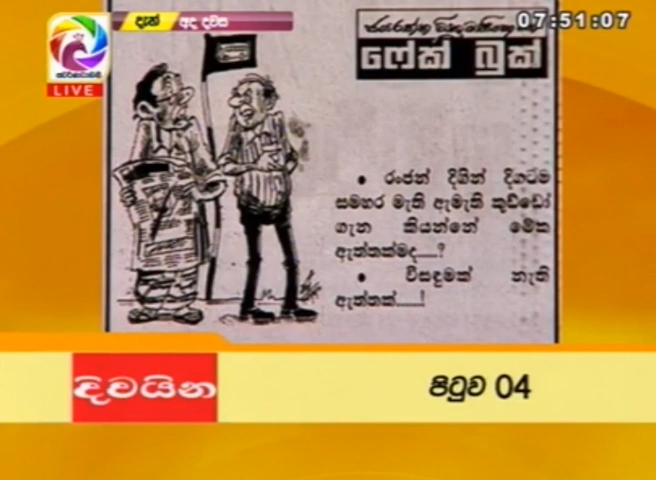 දැන් අද දවස
07:51:07
LIVE
ෆේක් බුක්
• රංජන් දිගින් දිගටම
සමහර මැති ඇමැති කුඩ්ඩෝ
ගැන කියන්නේ මේක
ඇත්තක්මද....?
• විසඳුමක් නැති
ඇත්තක්.....!
දිවයින
පිටුව 04